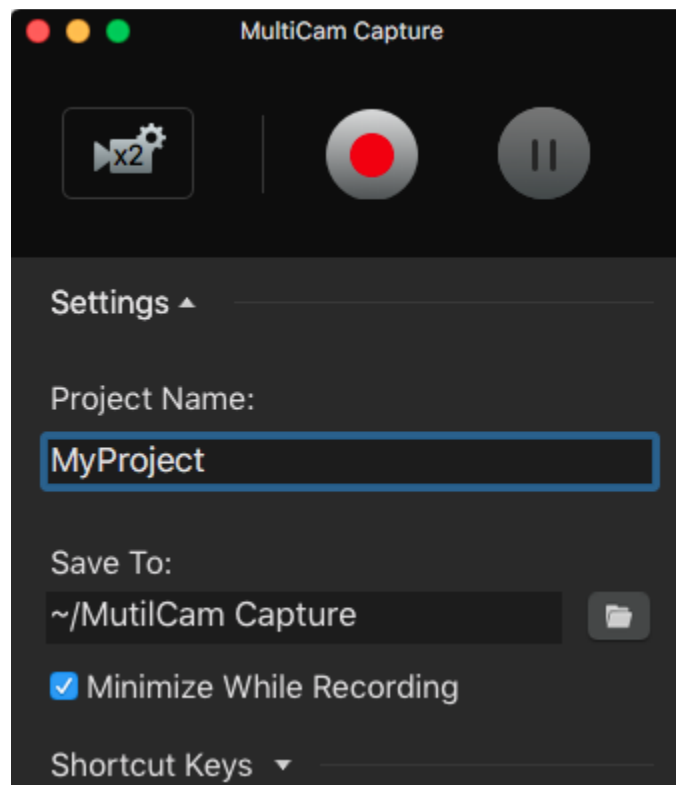 MultiCam Capture
x2
Settings
Project Name:
MyProject
Save To:
~/MutilCam Capture
Minimize While Recording
Shortcut Keys